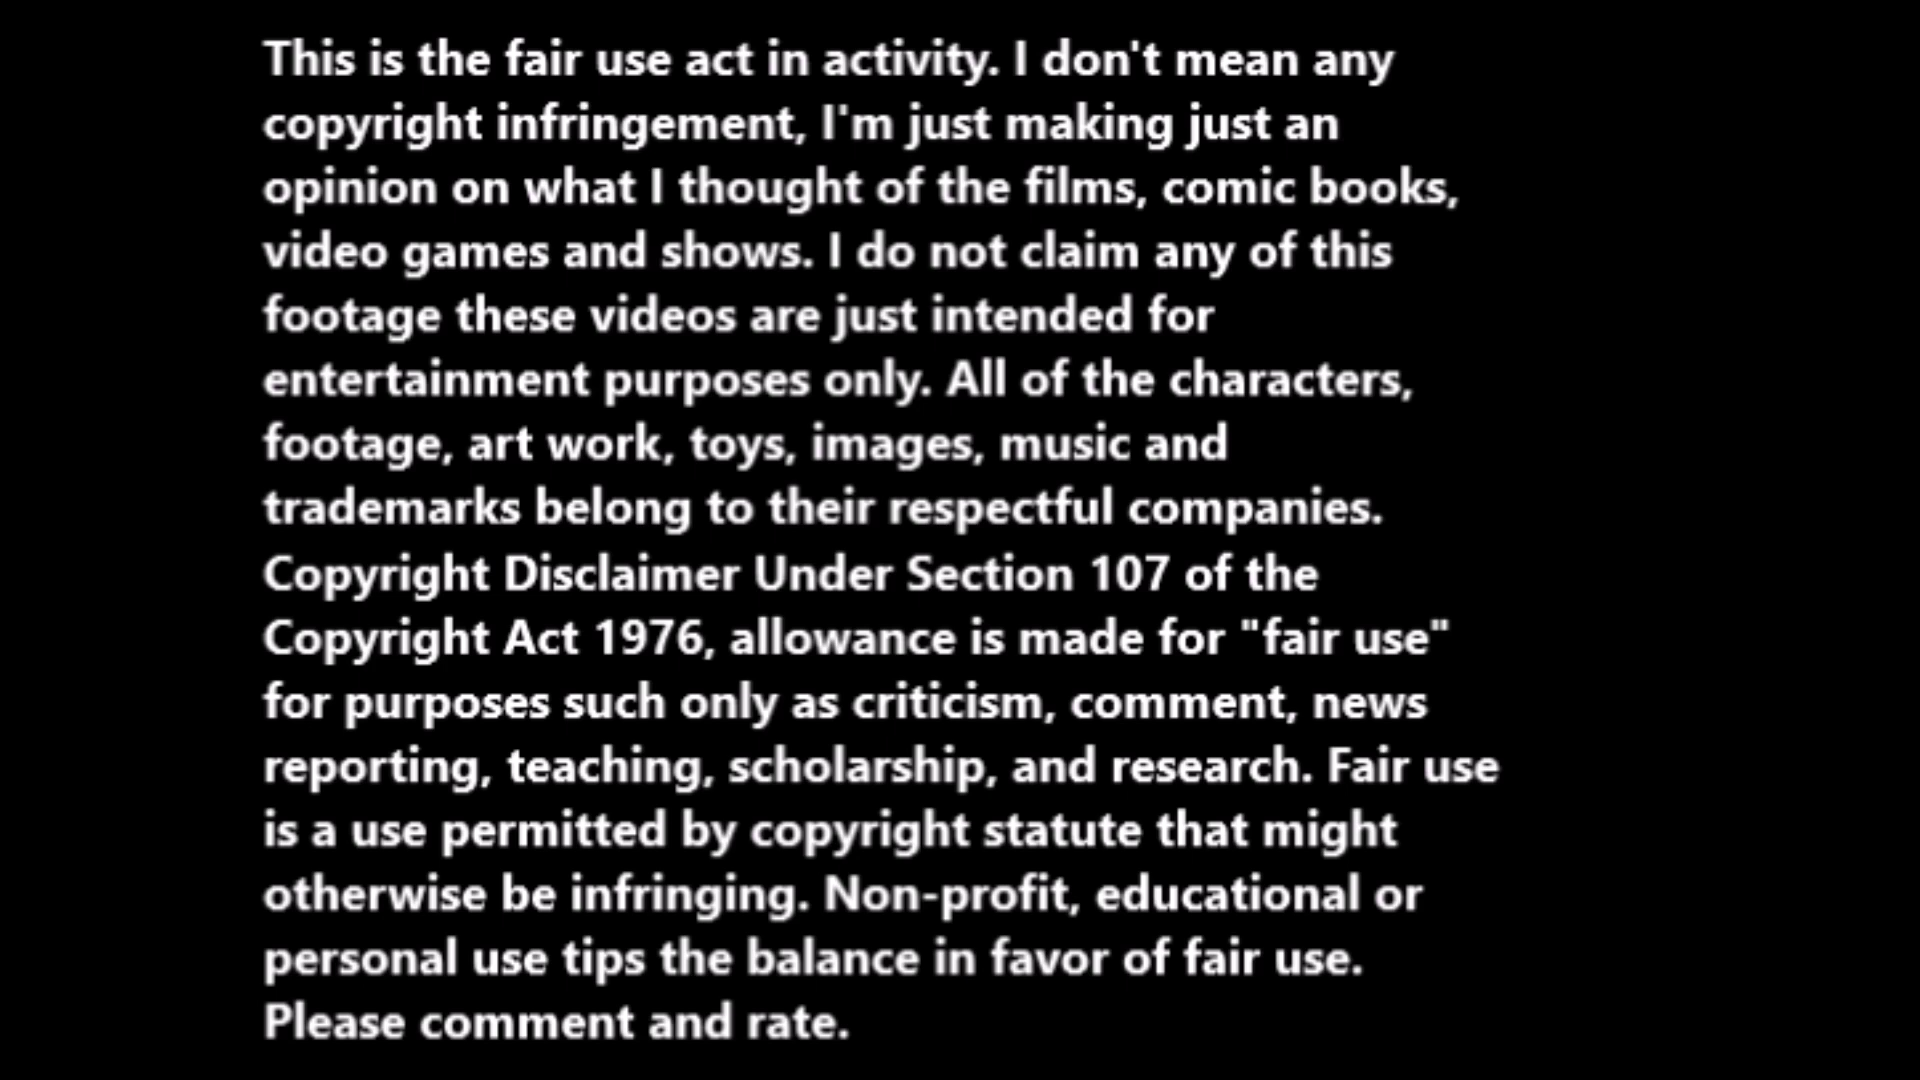 This is the fair use act in activity. I don't mean any
copyright infringement, I'm just making just an
opinion on what I thought of the films, comic books,
video games and shows. I do not claim any of this
footage these videos are just intended for
entertainment purposes only. All of the characters,
footage, art work, toys, images, music and
trademarks belong to their respectful companies.
Copyright Disclaimer Under Section 107 of the
Copyright Act 1976, allowance is made for "fair use"
for purposes such only as criticism, comment, news
reporting, teaching, scholarship, and research. Fair use
is a use permitted by copyright statute that might
otherwise be infringing. Non-profit, educational or
personal use tips the balance in favor of fair use.
Please comment and rate.